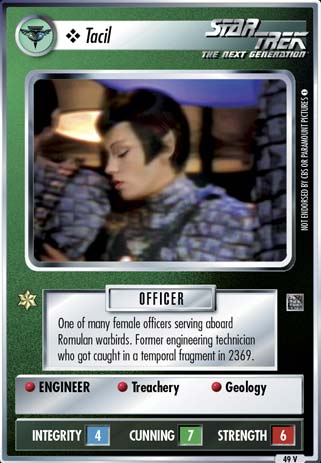 Tacil
STAR TREK
THE NEXT GENERATION
NOT ENDORSED BY CBS OR PARAMOUNT PICTURES
OFFICER
One of many female officers serving aboard
Romulan warbirds. Former engineering technician
who got caught in a temporal fragment in 2369.
ENGINEER Treachery Geology
INTEGRITY 4 CUNNING 7 STRENGTH 6
49 V